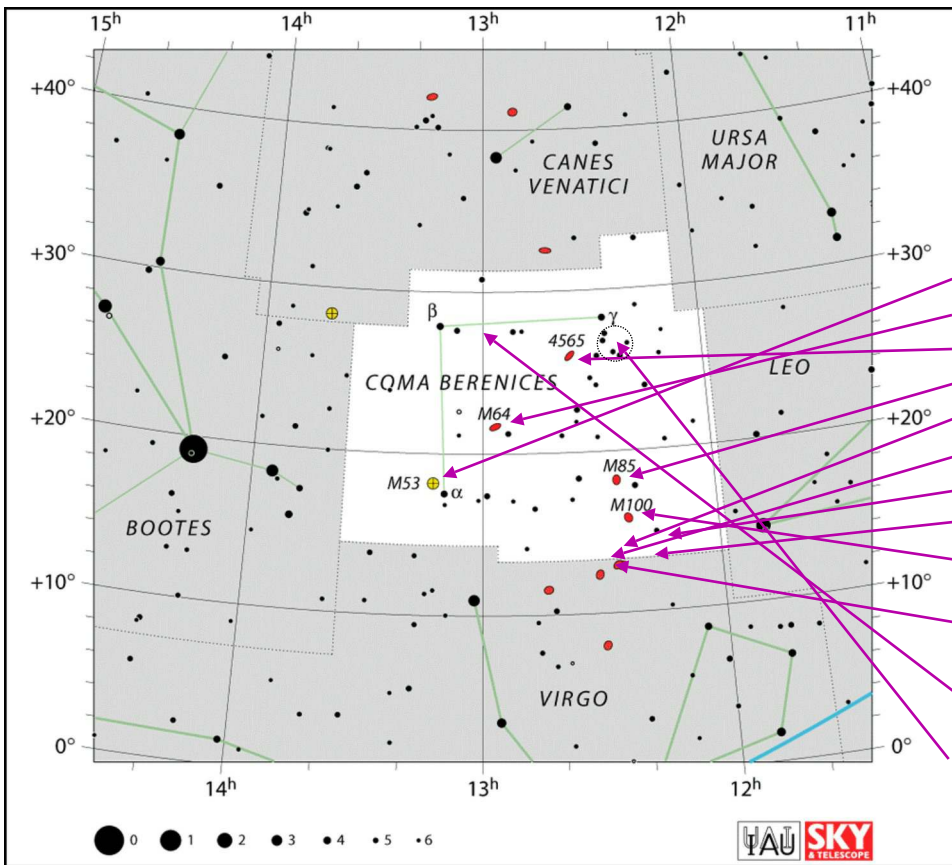 15ʰ 14ʰ 13ʰ 12ʰ 11ʰ
+40° +40°
URSA
MAJOR
CANES
VENATICI
+30° +30°
β γ
4565
LEO
COMA BERENICES
+20° +20°
M64
M85
M53
α
M100
BOOTES
+10° +10°
VIRGO
0° 0°
14ʰ 13ʰ 12ʰ
0 1 2 3 4 5 6
IAU
SKY
& TELESCOPE